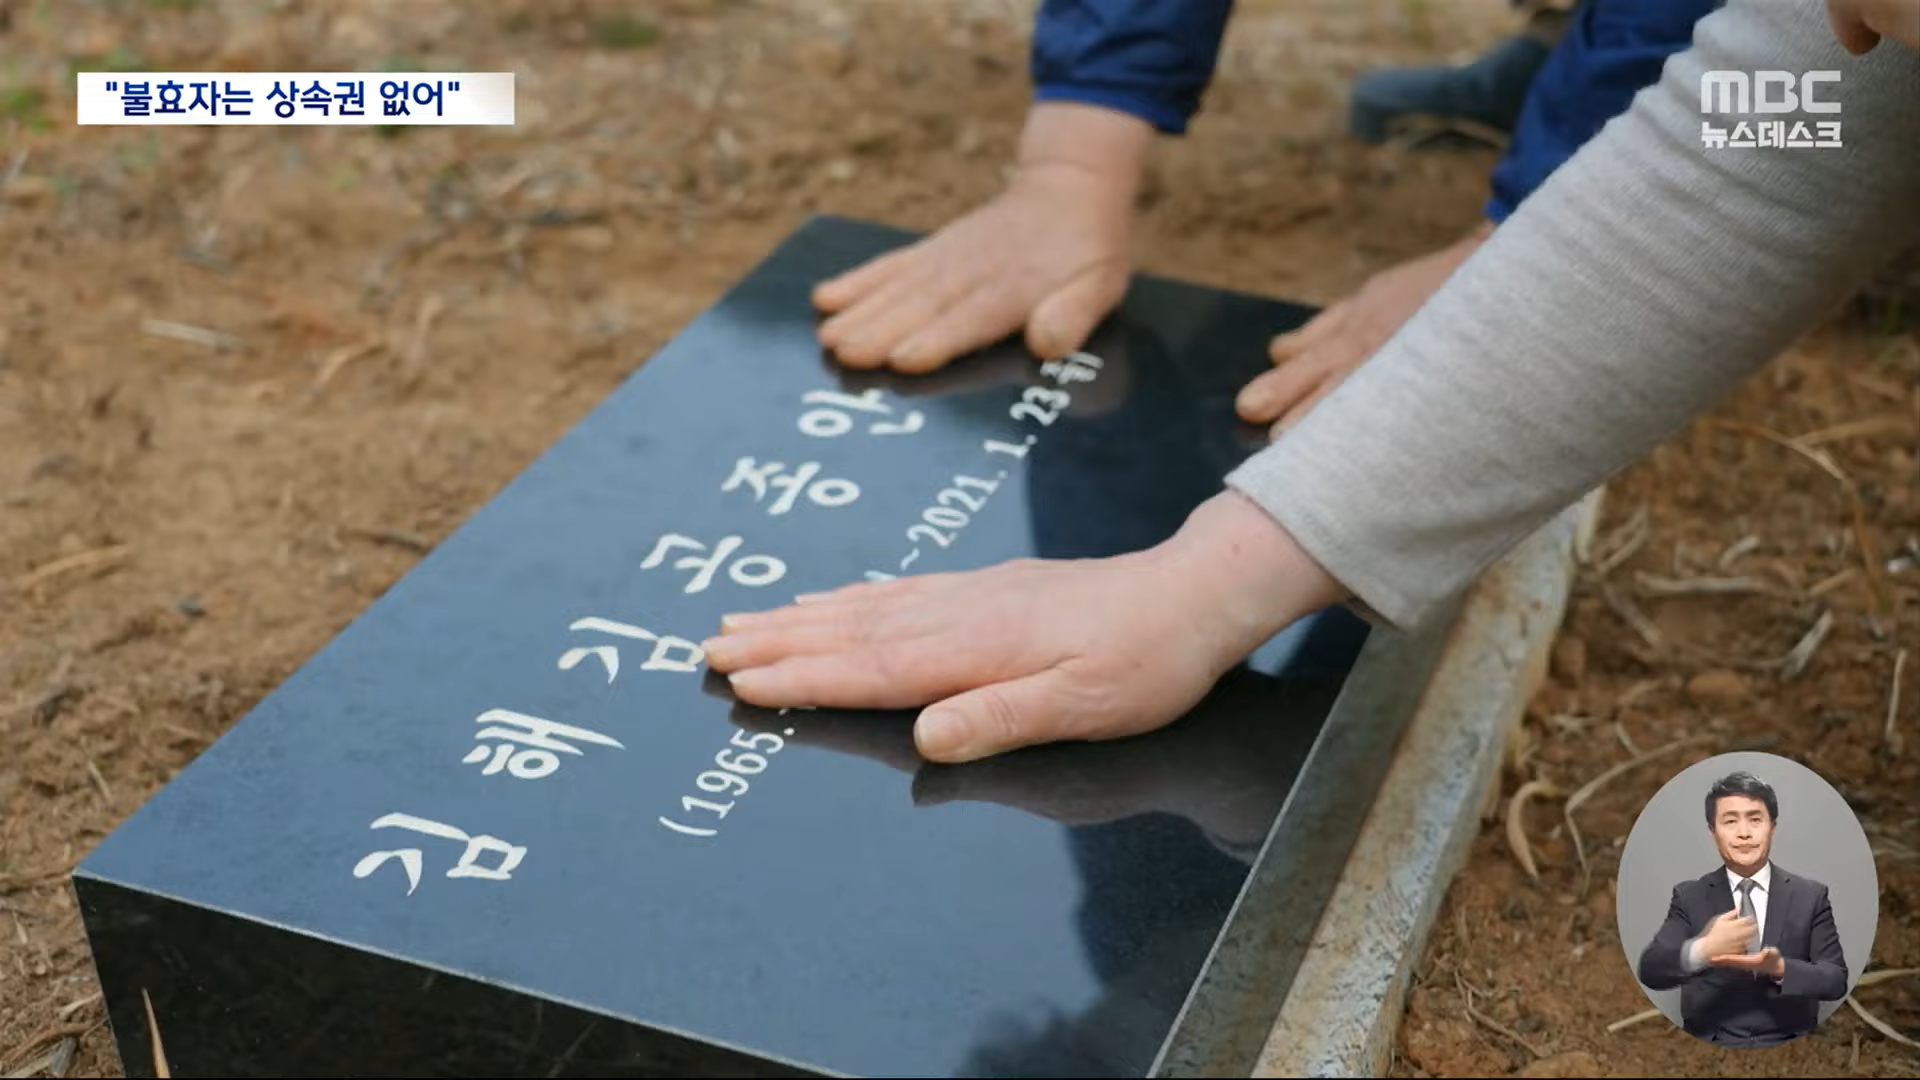 "불효자는 상속권 없어"
MBC
뉴스데스크
김해김공종안
(1965.
~2021. 1. 23